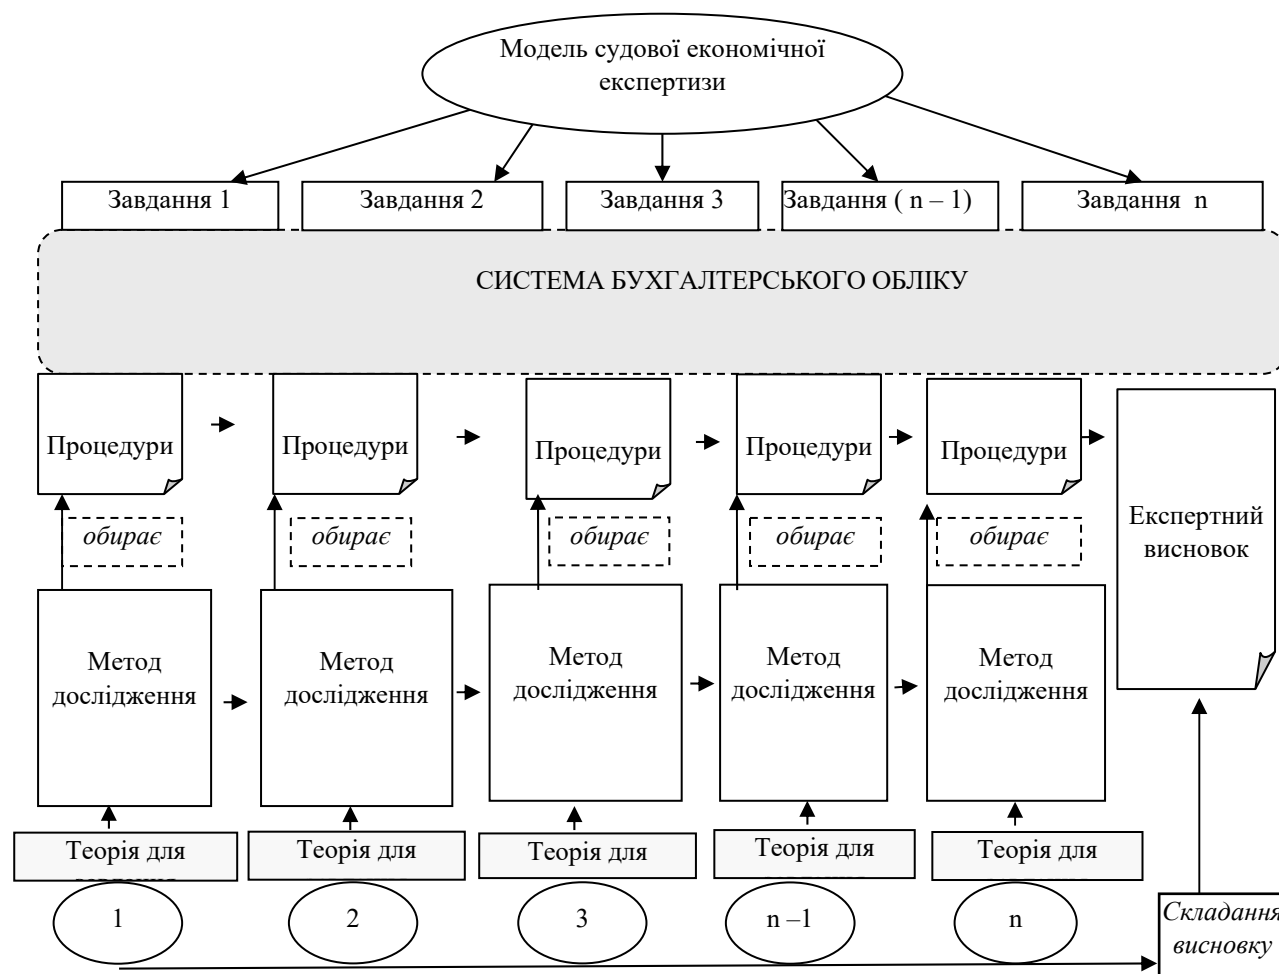 Модель судової економічної
експертизи
Завдання 1
Завдання 2
Завдання 3
Завдання ( n – 1)
Завдання n
СИСТЕМА БУХГАЛТЕРСЬКОГО ОБЛІКУ
Процедури
Процедури
Процедури
Процедури
Процедури
Експертний
висновок
обирає
обирає
обирає
обирає
обирає
Метод
дослідження
Метод
дослідження
Метод
дослідження
Метод
дослідження
Метод
дослідження
Теорія для
Теорія для
Теорія для
Теорія для
Теорія для
1
2
3
n –1
n
Складання
висновку